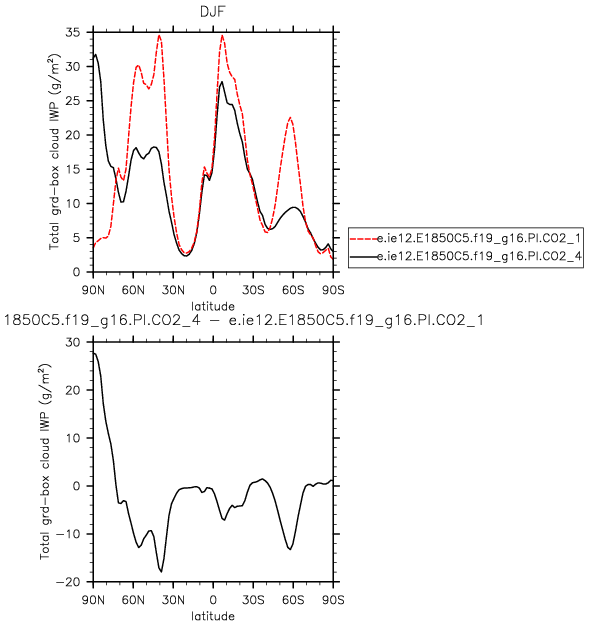 DJF
Total grd-box cloud IWP (g/m²)
35
30
25
20
15
10
5
0
90N 60N 30N 0 30S 60S 90S
latitude
e.ie12.E1850C5.f19_g16.PI.CO2_1
e.ie12.E1850C5.f19_g16.PI.CO2_4
1850C5.f19_g16.PI.CO2_4 - e.ie12.E1850C5.f19_g16.PI.CO2_1
Total grd-box cloud IWP (g/m²)
30
20
10
0
-10
-20
90N 60N 30N 0 30S 60S 90S
latitude